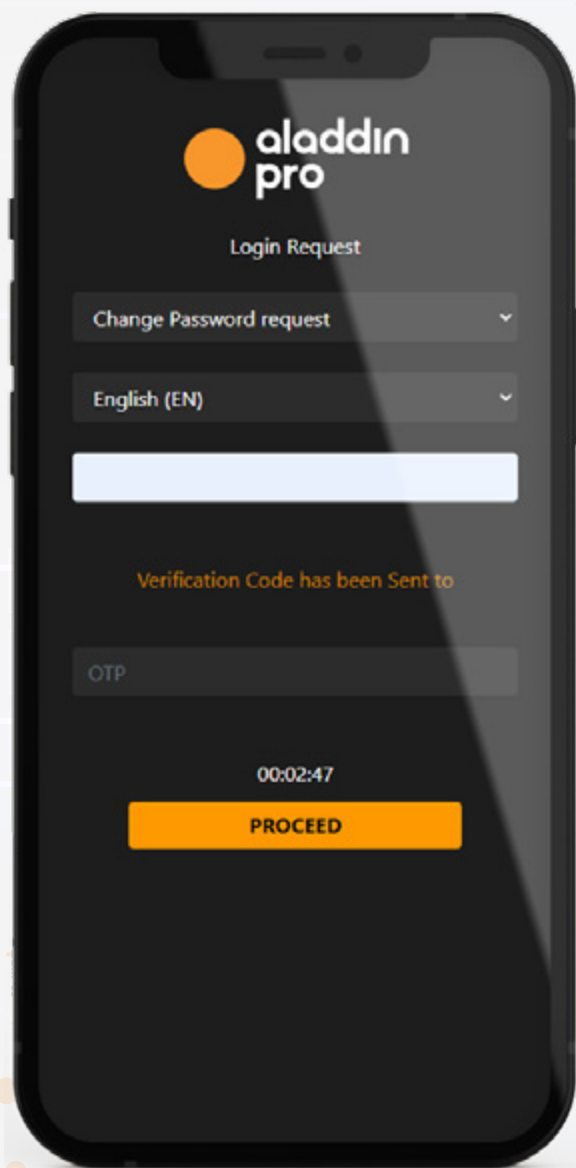 aladdin
pro
Login Request
Change Password request
English (EN)
Verification Code has been Sent to
OTP
00:02:47
PROCEED